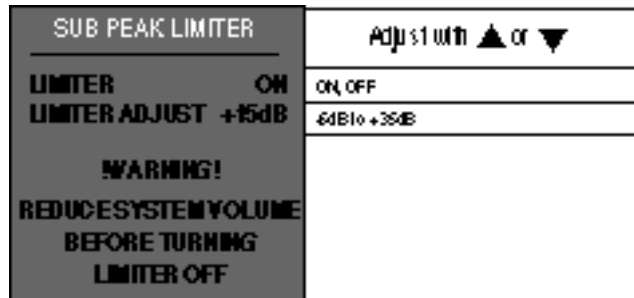 SUB PEAK LIMITER
Adjust with ▲ or ▼
LIMITER ON
ON, OFF
LIMITER ADJUST +15dB
-6dB to +35dB
WARNING!
REDUCE SYSTEM VOLUME
BEFORE TURNING
LIMITER OFF